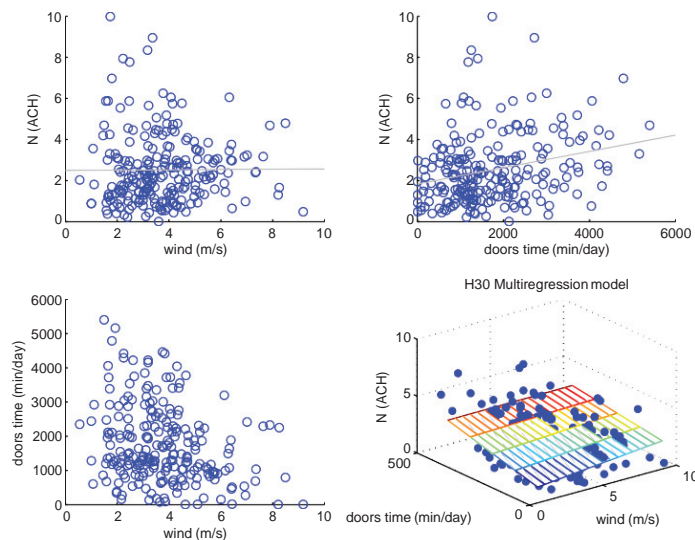 10
8
6
4
2
0
N (ACH)
0 2 4 6 8 10
wind (m/s)
10
8
6
4
2
0
N (ACH)
0 2000 4000 6000
doors time (min/day)
6000
5000
4000
3000
2000
1000
0
doors time (min/day)
0 2 4 6 8 10
wind (m/s)
H30 Multiregression model
10
5
0
N (ACH)
500
0
doors time (min/day)
0 5 10
wind (m/s)